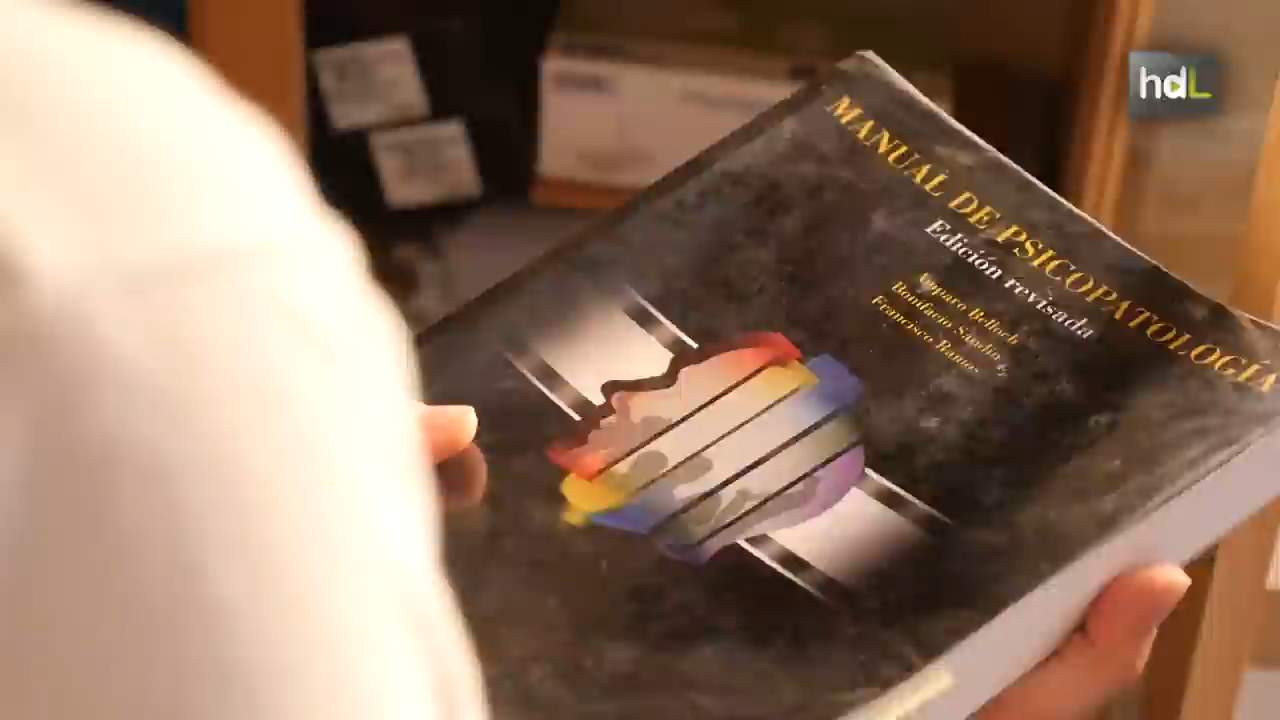 hdL
MANUAL DE PSICOPATOLOGÍA
Edición revisada
Amparo Belloch
Bonifacio Sandín
Francisco Ramos